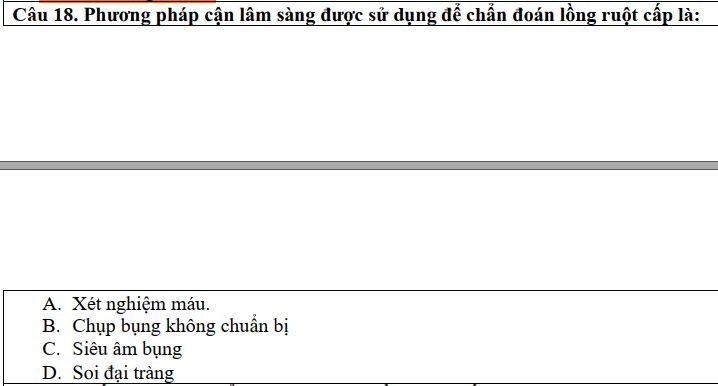 Câu 18. Phương pháp cận lâm sàng được sử dụng để chẩn đoán lồng ruột cấp là:
A. Xét nghiệm máu.
B. Chụp bụng không chuẩn bị
C. Siêu âm bụng
D. Soi đại tràng